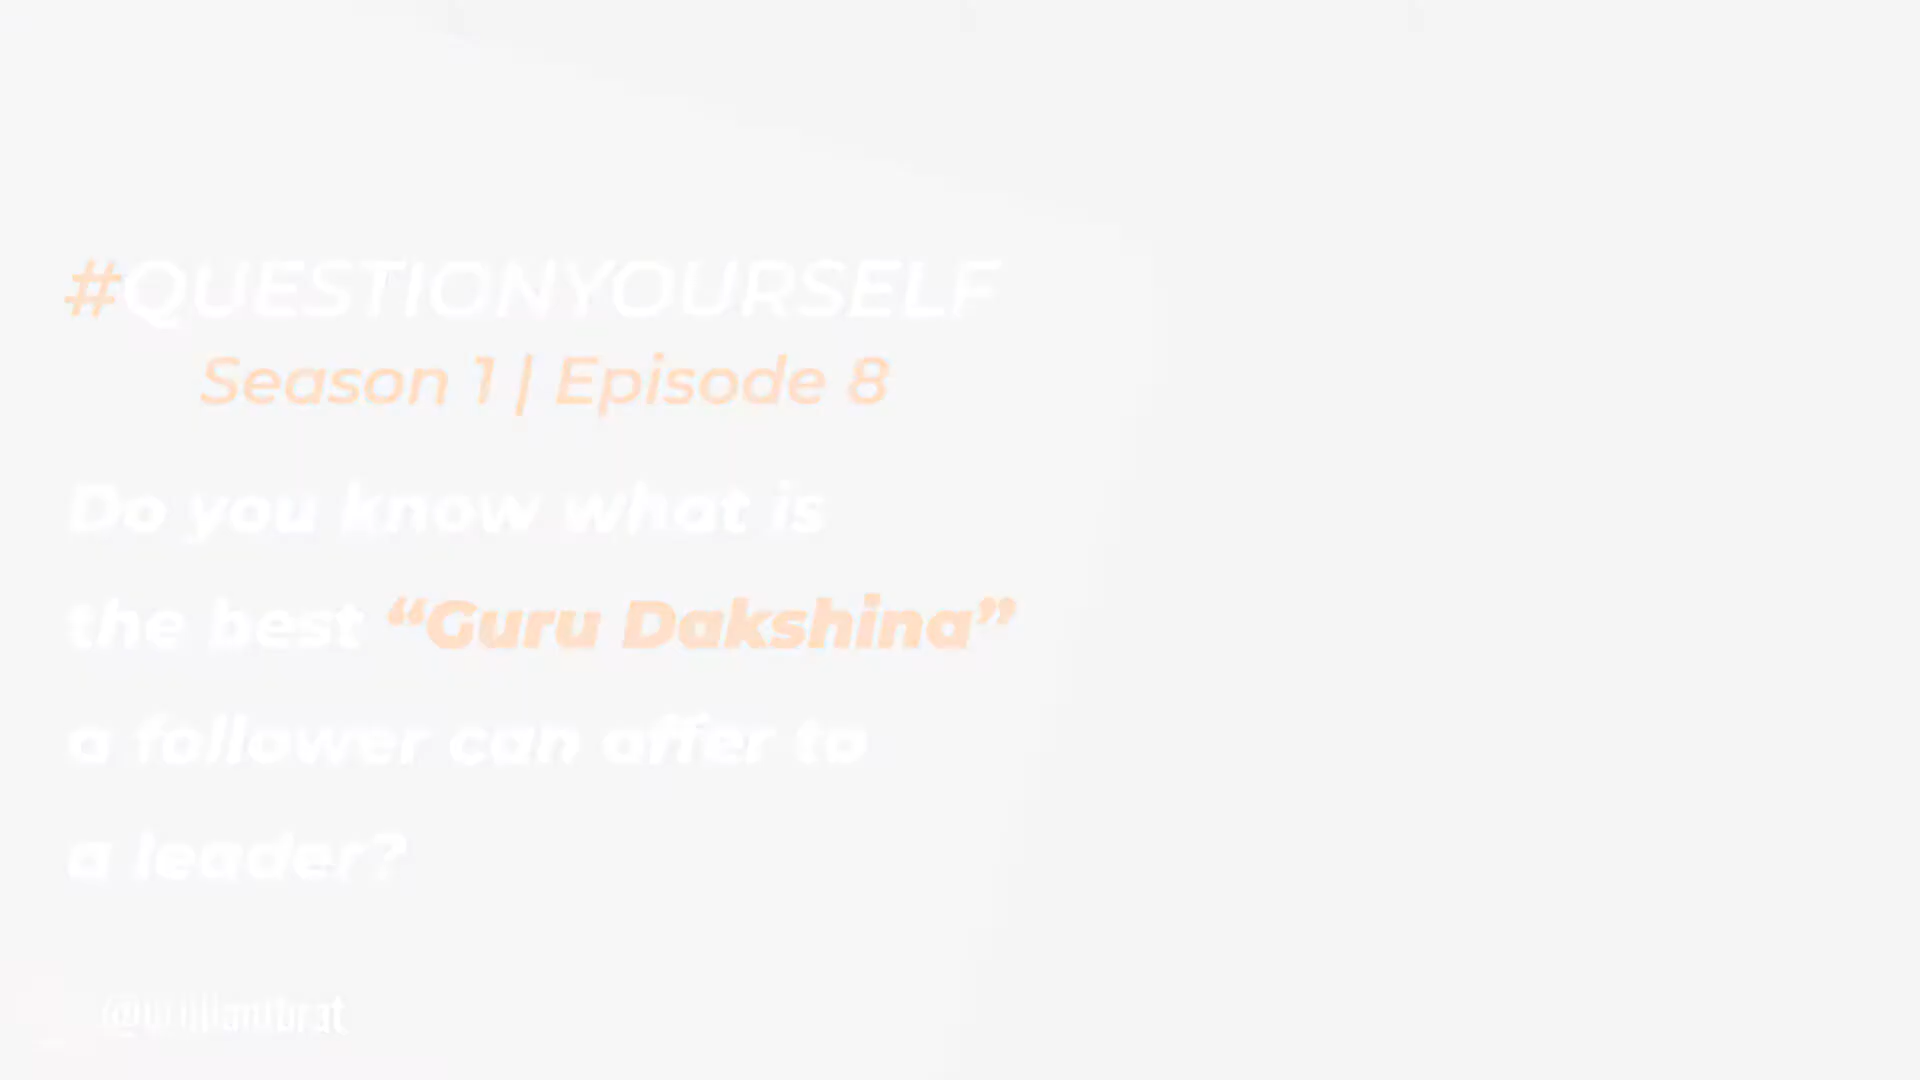 #QUESTIONYOURSELF
Season 1 | Episode 8
Do you know what is
the best “Guru Dakshina”
a follower can offer to
a leader?